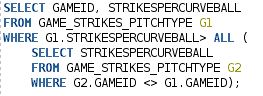 SELECT GAMEID, STRIKESPERCURVEBALL
FROM GAME_STRIKES_PITCHTYPE G1
WHERE G1.STRIKESPERCURVEBALL> ALL (
SELECT STRIKESPERCURVEBALL
FROM GAME_STRIKES_PITCHTYPE G2
WHERE G2.GAMEID <> G1.GAMEID);